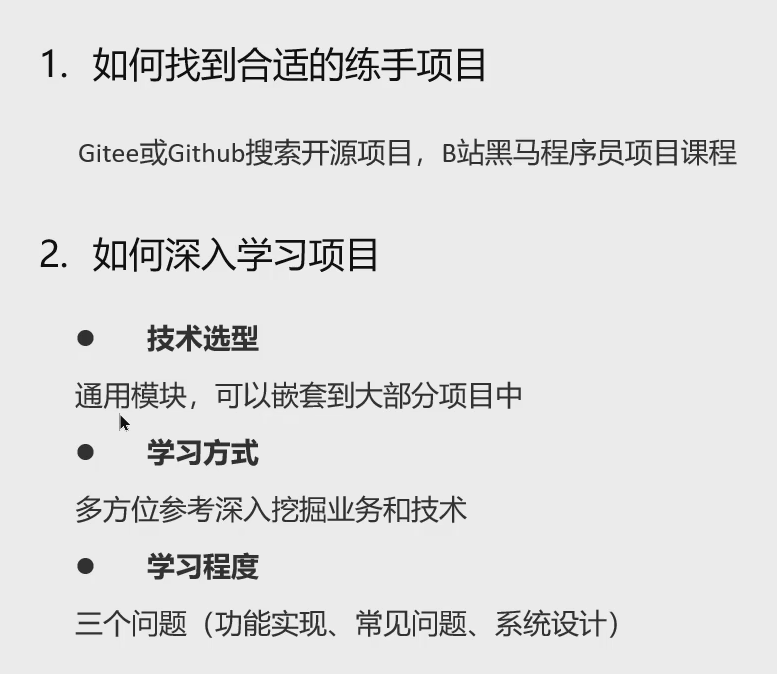 1. 如何找到合适的练手项目
Gitee或Github搜索开源项目，B站黑马程序员项目课程
2. 如何深入学习项目
● 技术选型
通用模块，可以嵌套到大部分项目中
● 学习方式
多方位参考深入挖掘业务和技术
● 学习程度
三个问题（功能实现、常见问题、系统设计）